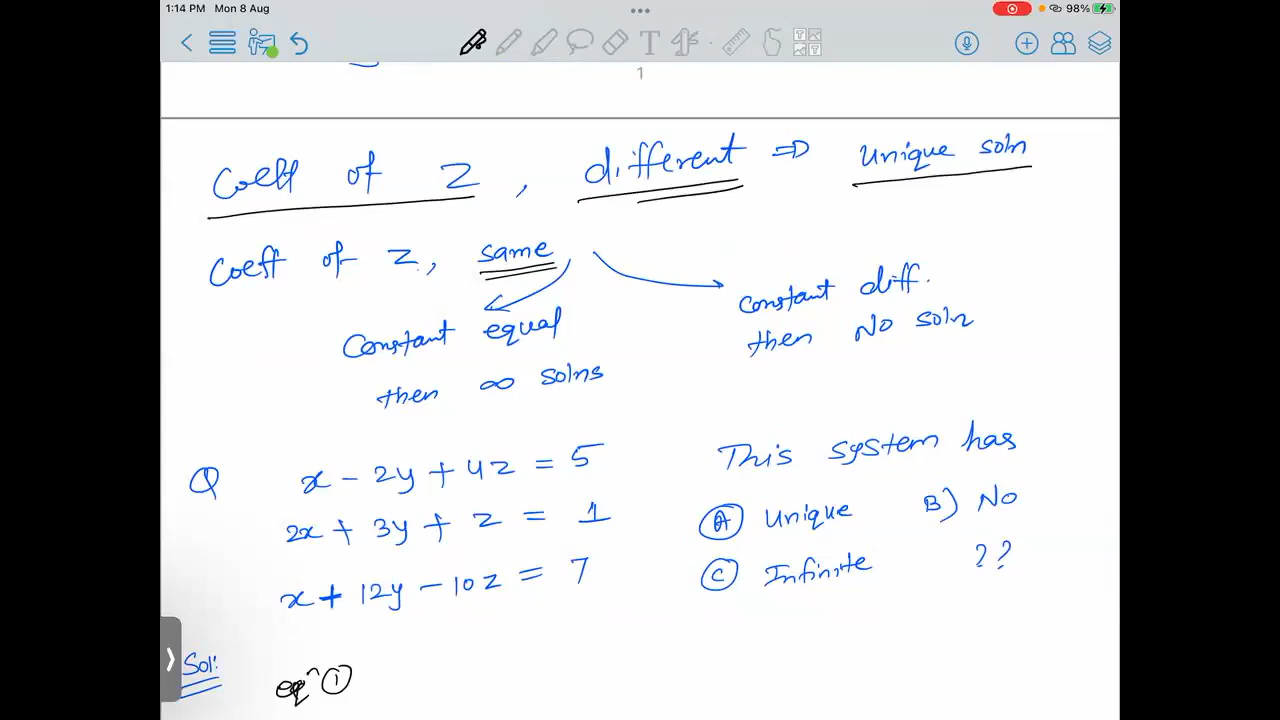 1:14 PM Mon 8 Aug
98%
T
1
Coeff of z, different ⇒ unique soln
Coeff of z, same
Constant equal
then ∞ solns
Constant diff.
then No soln
Q x - 2y + 4z = 5
2x + 3y + z = 1
x + 12y - 10z = 7
This system has
(A) Unique B) No
(C) Infinite ??
Sol:
eqn (1)